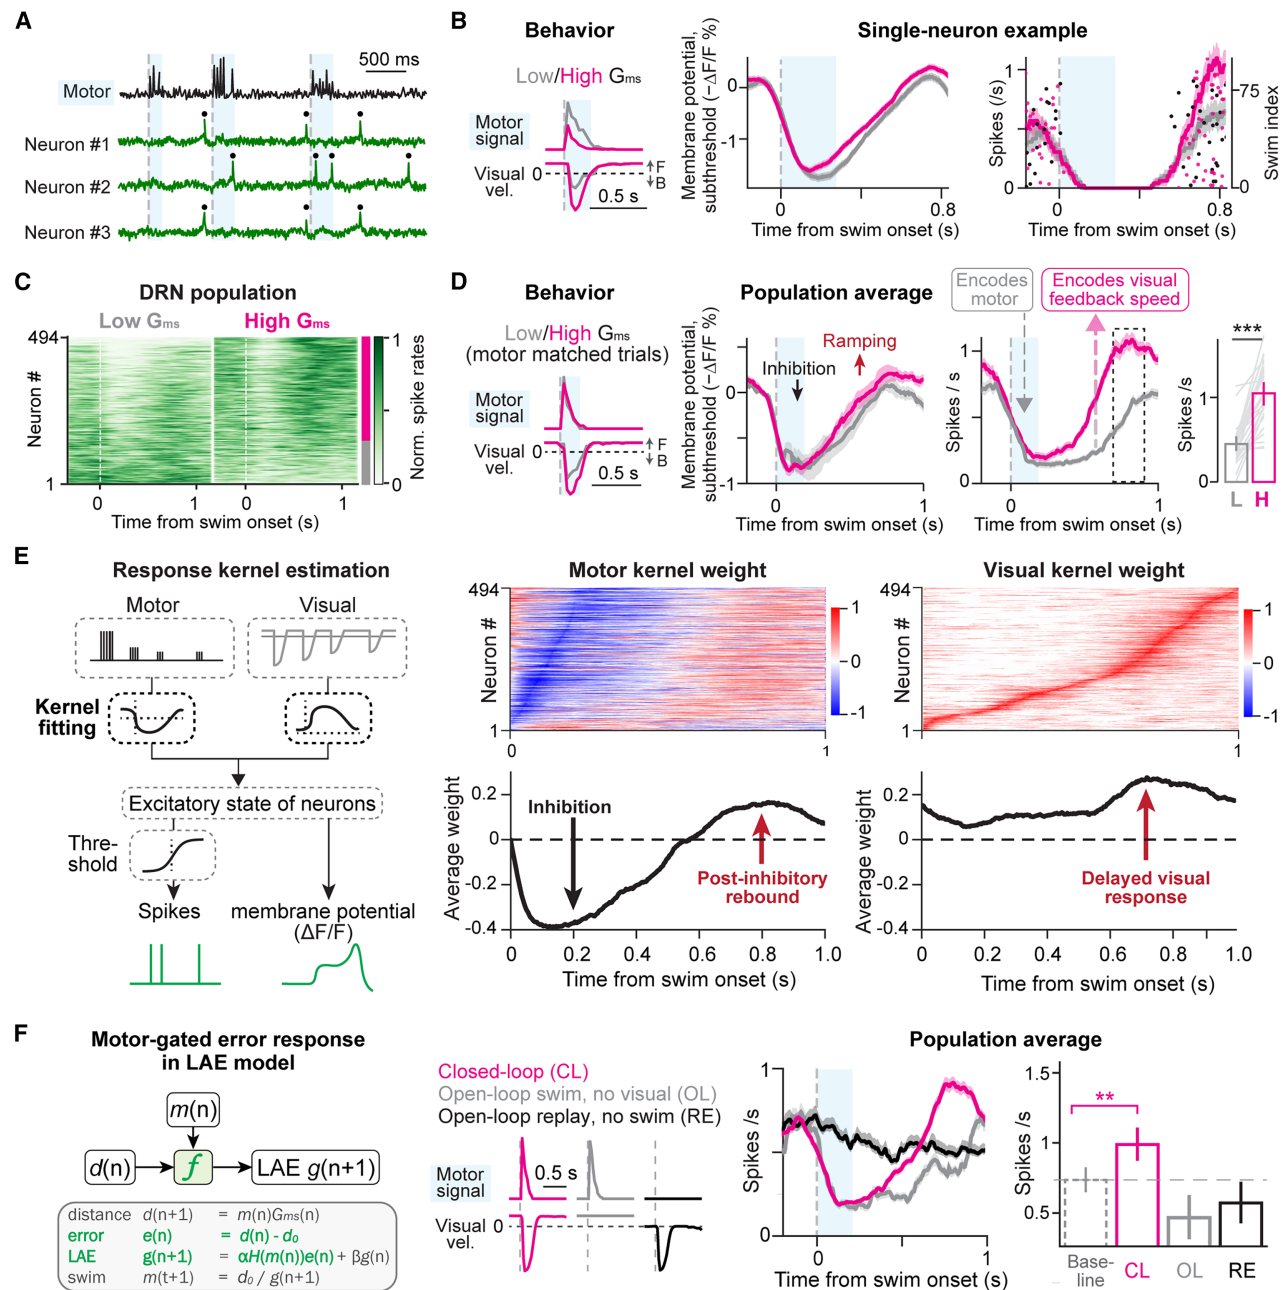 A
500 ms
Motor
Neuron #1
Neuron #2
Neuron #3
B
Behavior
Low/High Gms
Motor
signal
Visual
vel.
0
F
B
0.5 s
Single-neuron example
Membrane potential,
subthreshold (−ΔF/F %)
0
-1
0
0.8
Time from swim onset (s)
Spikes (/s)
1
0
75
0
Swim index
0
0.8
Time from swim onset (s)
C
DRN population
Low Gms
High Gms
494
1
Neuron #
0
1
0
1
Time from swim onset (s)
1
0
Norm. spike rates
D
Behavior
Low/High Gms
(motor matched trials)
Motor
signal
Visual
vel.
0
F
B
0.5 s
Population average
Membrane potential,
subthreshold (−ΔF/F %)
0
-1
Inhibition
Ramping
0
1
Time from swim onset (s)
Encodes
motor
Encodes visual
feedback speed
Spikes / s
1
0
0
1
Time from swim onset (s)
***
Spikes /s
1
0
L
H
E
Response kernel estimation
Motor
Visual
Kernel
fitting
Excitatory state of neurons
Thre-
shold
Spikes
membrane potential
(ΔF/F)
Motor kernel weight
494
1
Neuron #
0
1
1
0
-1
Average weight
0.2
0
-0.2
-0.4
Inhibition
Post-inhibitory
rebound
0
0.2
0.4
0.6
0.8
1.0
Time from swim onset (s)
Visual kernel weight
494
1
Neuron #
0
1
1
0
-1
Average weight
0.2
0
-0.2
-0.4
Delayed visual
response
0
0.2
0.4
0.6
0.8
1.0
Time from swim onset (s)
F
Motor-gated error response
in LAE model
m(n)
d(n)
f
LAE g(n+1)
distance d(n+1) = m(n)Gms(n)
error e(n) = d(n) - d₀
LAE g(n+1) = αH(m(n))e(n) + βg(n)
swim m(t+1) = d₀ / g(n+1)
Closed-loop (CL)
Open-loop swim, no visual (OL)
Open-loop replay, no swim (RE)
Motor
signal
0.5 s
Visual
vel.
0
Population average
Spikes /s
1
0
0
1
Time from swim onset (s)
Spikes /s
1.5
1
0.5
**
Base-
line
CL
OL
RE